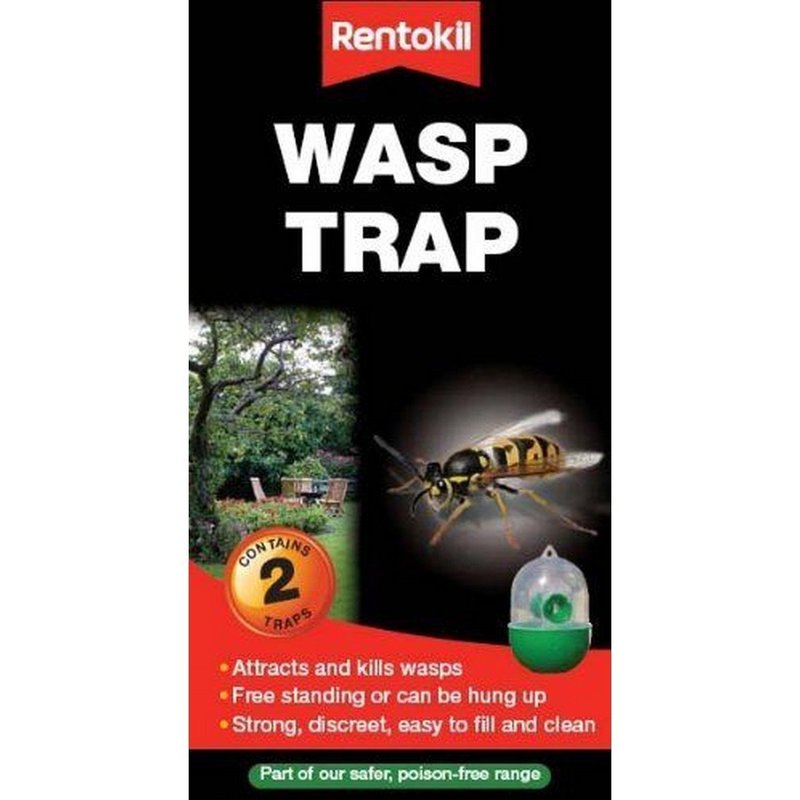 Rentokil
WASP
TRAP
CONTAINS
2
TRAPS
• Attracts and kills wasps
• Free standing or can be hung up
• Strong, discreet, easy to fill and clean
Part of our safer, poison-free range